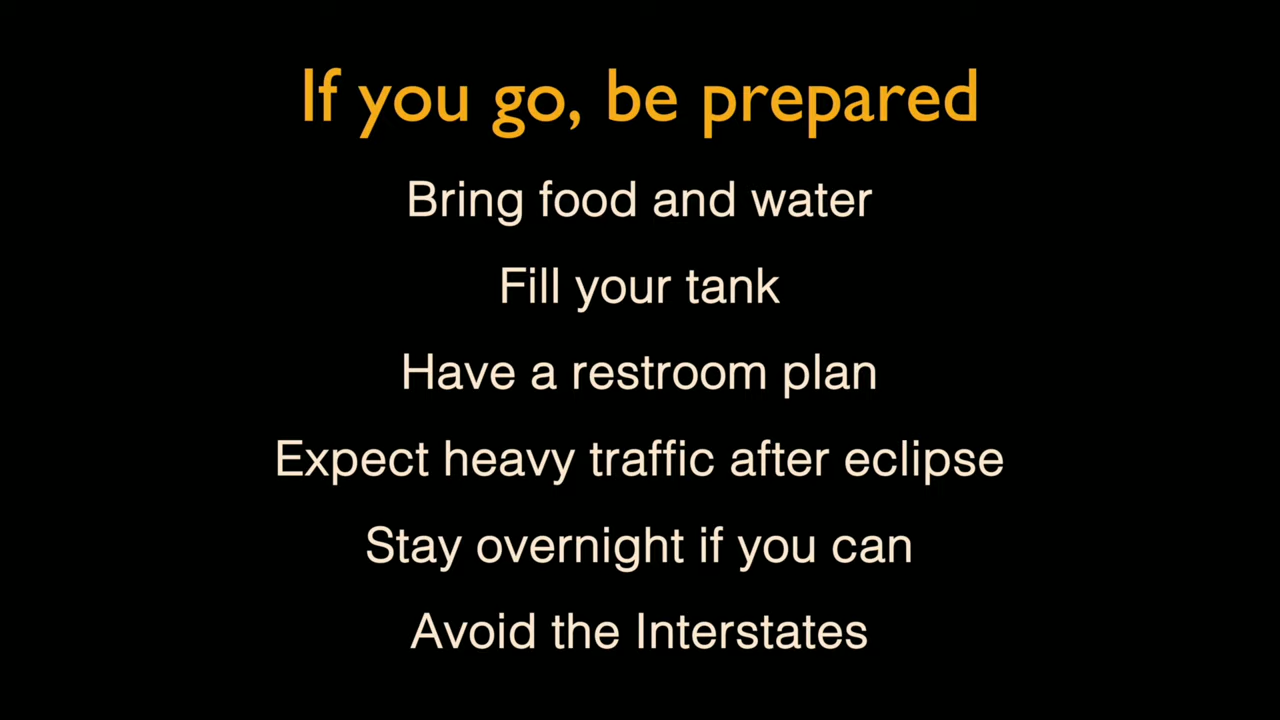 If you go, be prepared
Bring food and water
Fill your tank
Have a restroom plan
Expect heavy traffic after eclipse
Stay overnight if you can
Avoid the Interstates